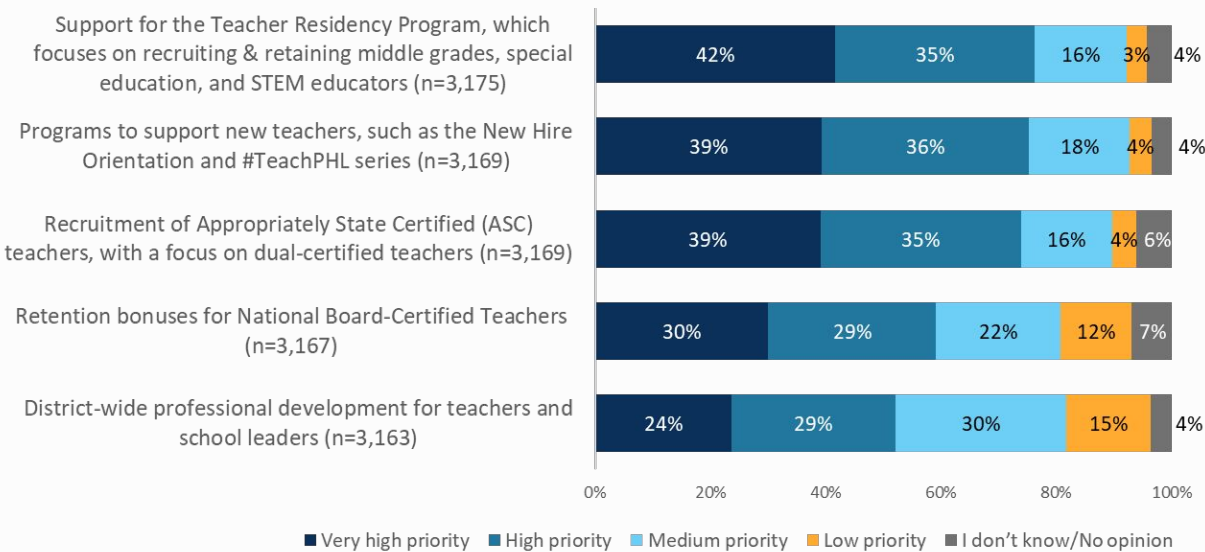 Support for the Teacher Residency Program, which
focuses on recruiting & retaining middle grades, special
education, and STEM educators (n=3,175)
42% 35% 16% 3% 4%
Programs to support new teachers, such as the New Hire
Orientation and #TeachPHL series (n=3,169)
39% 36% 18% 4% 4%
Recruitment of Appropriately State Certified (ASC)
teachers, with a focus on dual-certified teachers (n=3,169)
39% 35% 16% 4% 6%
Retention bonuses for National Board-Certified Teachers
(n=3,167)
30% 29% 22% 12% 7%
District-wide professional development for teachers and
school leaders (n=3,163)
24% 29% 30% 15% 4%
0% 20% 40% 60% 80% 100%
Very high priority High priority Medium priority Low priority I don’t know/No opinion